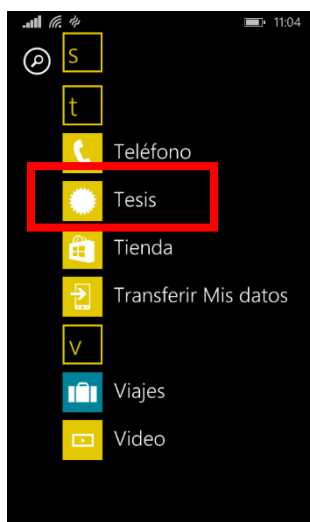 11:04
s
t
Teléfono
Tesis
Tienda
Transferir Mis datos
v
Viajes
Video